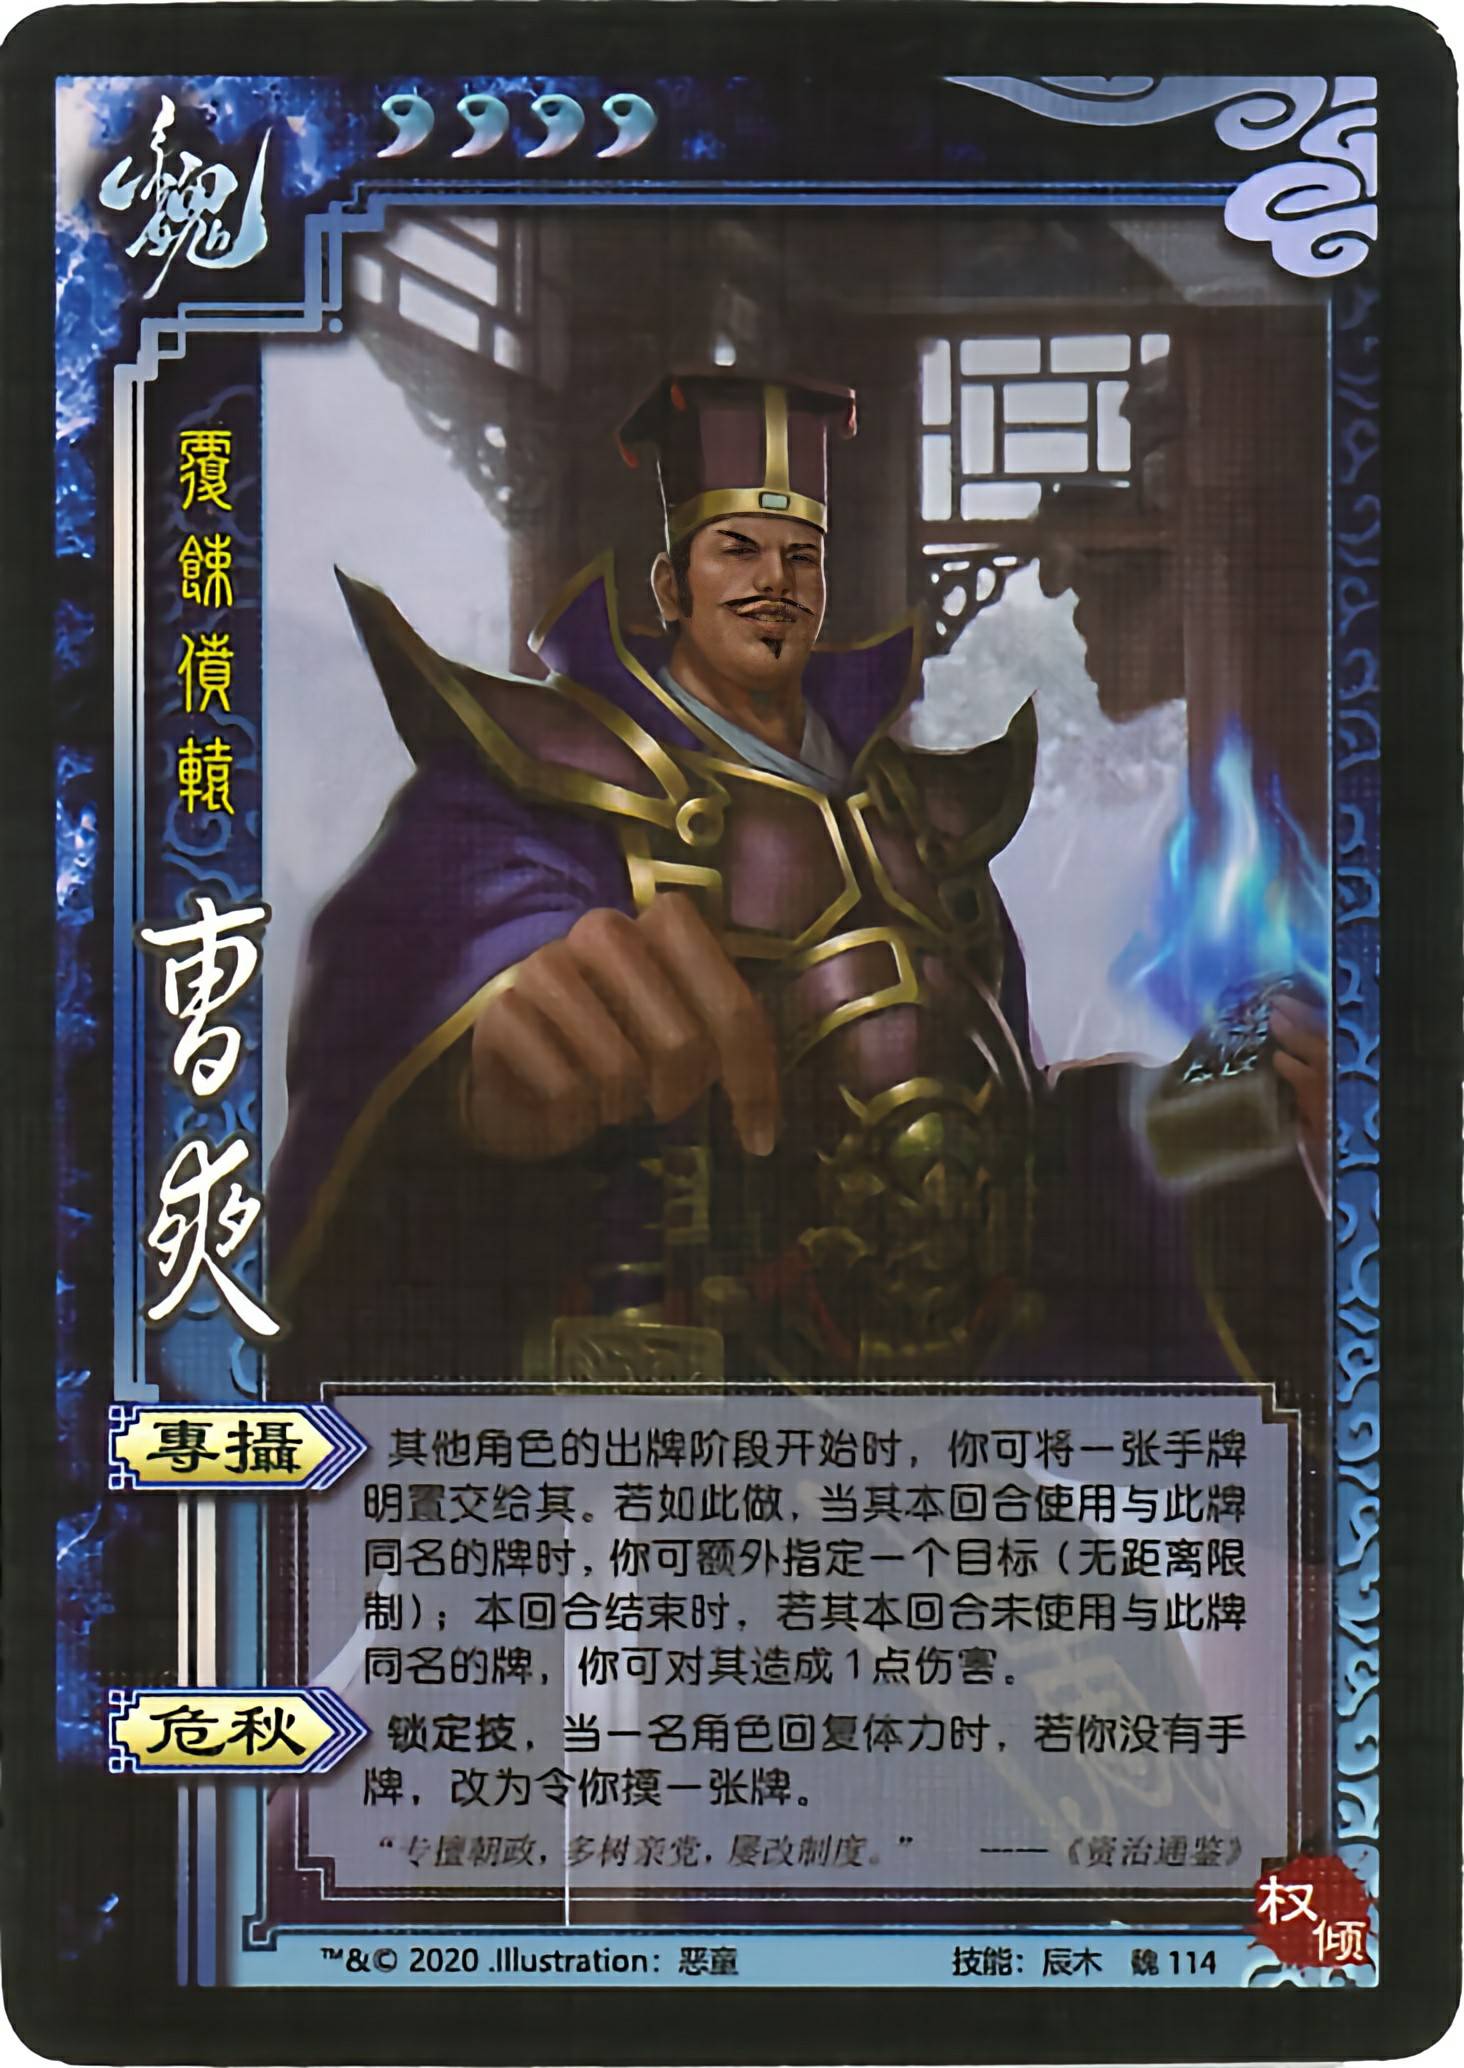 魏
覆餗僨轅
曹爽
專攝
其他角色的出牌阶段开始时，你可将一张手牌
明置交给其。若如此做，当其本回合使用与此牌
同名的牌时，你可额外指定一个目标（无距离限
制）；本回合结束时，若其本回合未使用与此牌
同名的牌，你可对其造成1点伤害。
危秋
锁定技，当一名角色回复体力时，若你没有手
牌，改为令你摸一张牌。
“专擅朝政，多树亲党，屡改制度。” ——《资治通鉴》
权倾
™&© 2020 .Illustration：恶童 技能：辰木 魏 114